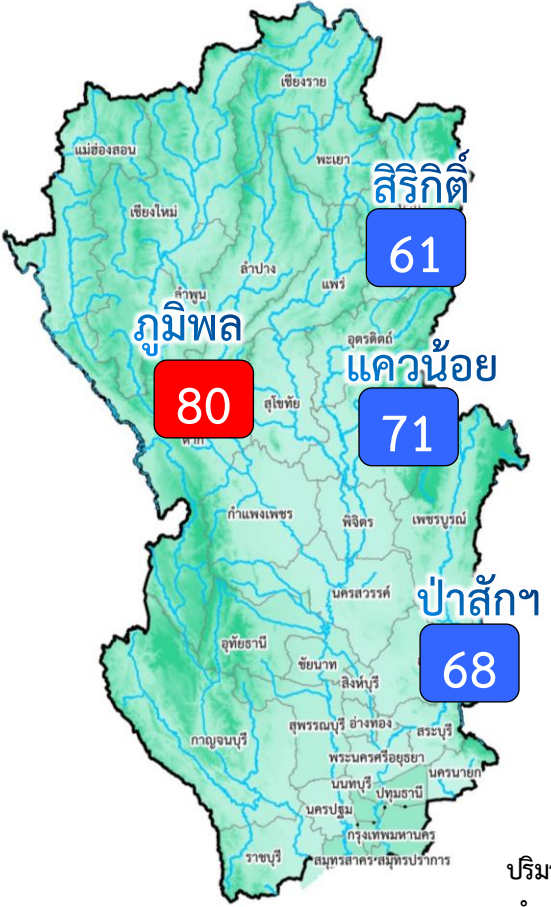 เชียงราย
แม่ฮ่องสอน
พะเยา
สิริกิติ์
เชียงใหม่
61
ลำปาง
แพร่
ลำพูน
ภูมิพล
อุตรดิตถ์
แควน้อย
80
สุโขทัย
71
ตาก
กำแพงเพชร
พิจิตร
เพชรบูรณ์
นครสวรรค์
ป่าสักฯ
อุทัยธานี
ชัยนาท
68
สิงห์บุรี
สุพรรณบุรี
อ่างทอง
สระบุรี
กาญจนบุรี
พระนครศรีอยุธยา
นครนายก
นนทบุรี
ปทุมธานี
นครปฐม
กรุงเทพมหานคร
ราชบุรี
สมุทรสาคร
สมุทรปราการ